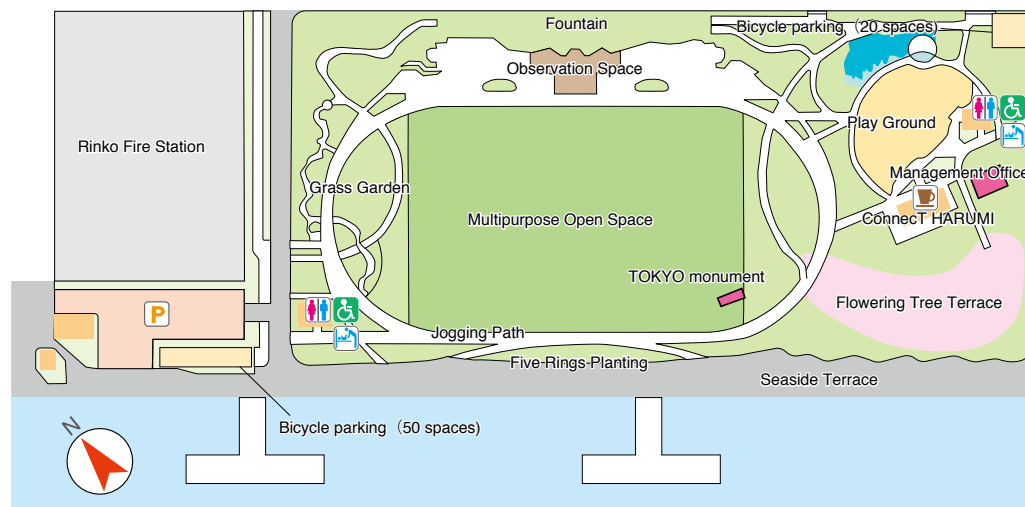 Fountain
Bicycle parking（20 spaces)
Observation Space
Play Ground
Rinko Fire Station
Management Office
Grass Garden
ConnecT HARUMI
Multipurpose Open Space
TOKYO monument
Flowering Tree Terrace
P
Jogging Path
Five Rings Planting
Seaside Terrace
Bicycle parking（50 spaces)
N